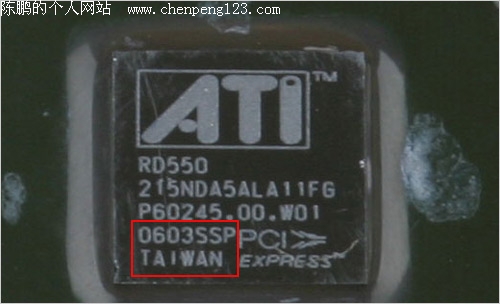 陈鹏的个人网站
www.chenpeng123.com
ATI™
RD550
215NDA5ALA11FG
P60245.00.W01
0603SSP PCI
TAIWAN EXPRESS